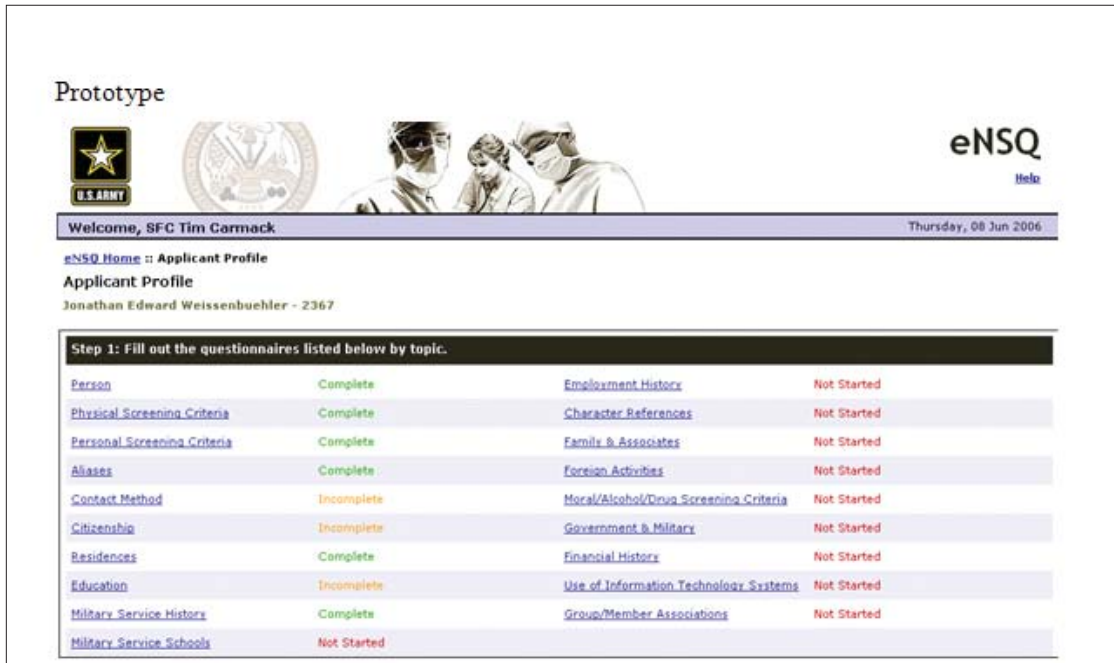 Prototype
U.S.ARMY
eNSQ
Help
Welcome, SFC Tim Carmack Thursday, 08 Jun 2006
eNSQ Home :: Applicant Profile
Applicant Profile
Jonathan Edward Weissenbuehler - 2367
Step 1: Fill out the questionnaires listed below by topic.
Person Complete Employment History Not Started
Physical Screening Criteria Complete Character References Not Started
Personal Screening Criteria Complete Family & Associates Not Started
Aliases Complete Foreign Activities Not Started
Contact Method Incomplete Moral/Alcohol/Drug Screening Criteria Not Started
Citizenship Incomplete Government & Military Not Started
Residences Complete Financial History Not Started
Education Incomplete Use of Information Technology Systems Not Started
Military Service History Complete Group/Member Associations Not Started
Military Service Schools Not Started